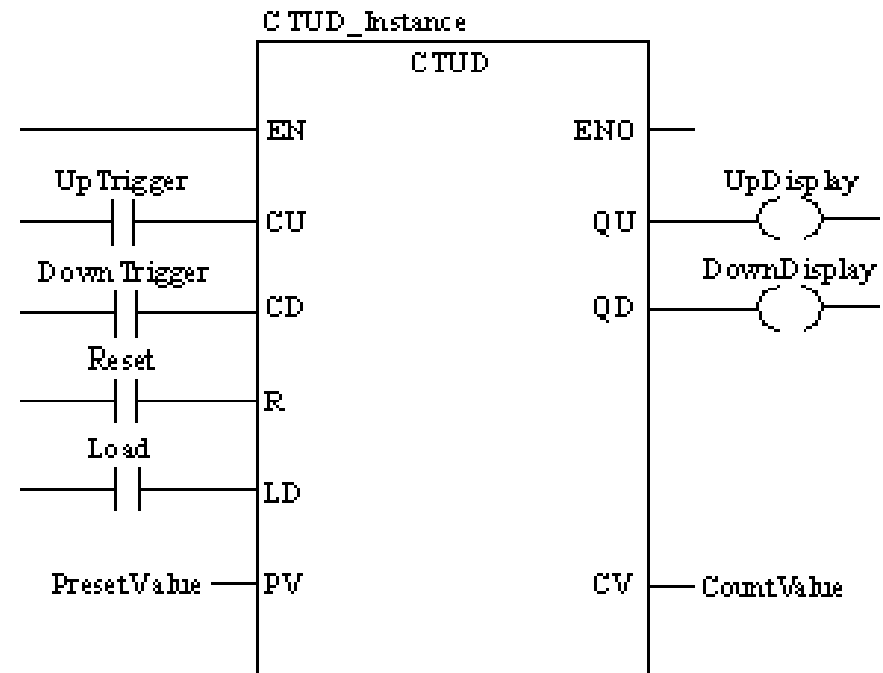 CTUD_Instance
CTUD
EN ENO
UpTrigger UpDisplay
CU QU
DownTrigger DownDisplay
CD QD
Reset
R
Load
LD
PresetValue PV CV CountValue